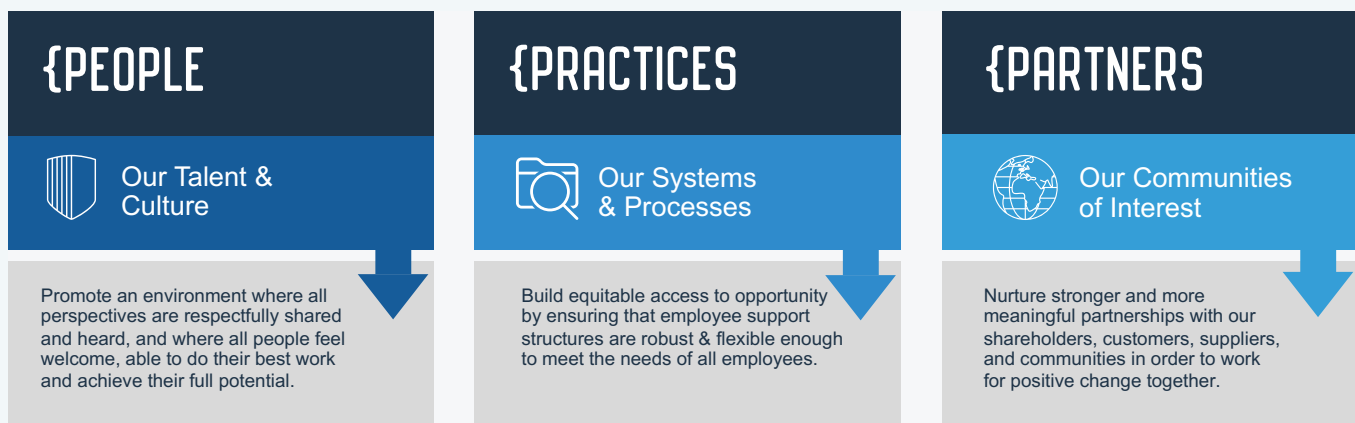 {PEOPLE
Our Talent &
Culture
Promote an environment where all
perspectives are respectfully shared
and heard, and where all people feel
welcome, able to do their best work
and achieve their full potential.
{PRACTICES
Our Systems
& Processes
Build equitable access to opportunity
by ensuring that employee support
structures are robust & flexible enough
to meet the needs of all employees.
{PARTNERS
Our Communities
of Interest
Nurture stronger and more
meaningful partnerships with our
shareholders, customers, suppliers,
and communities in order to work
for positive change together.